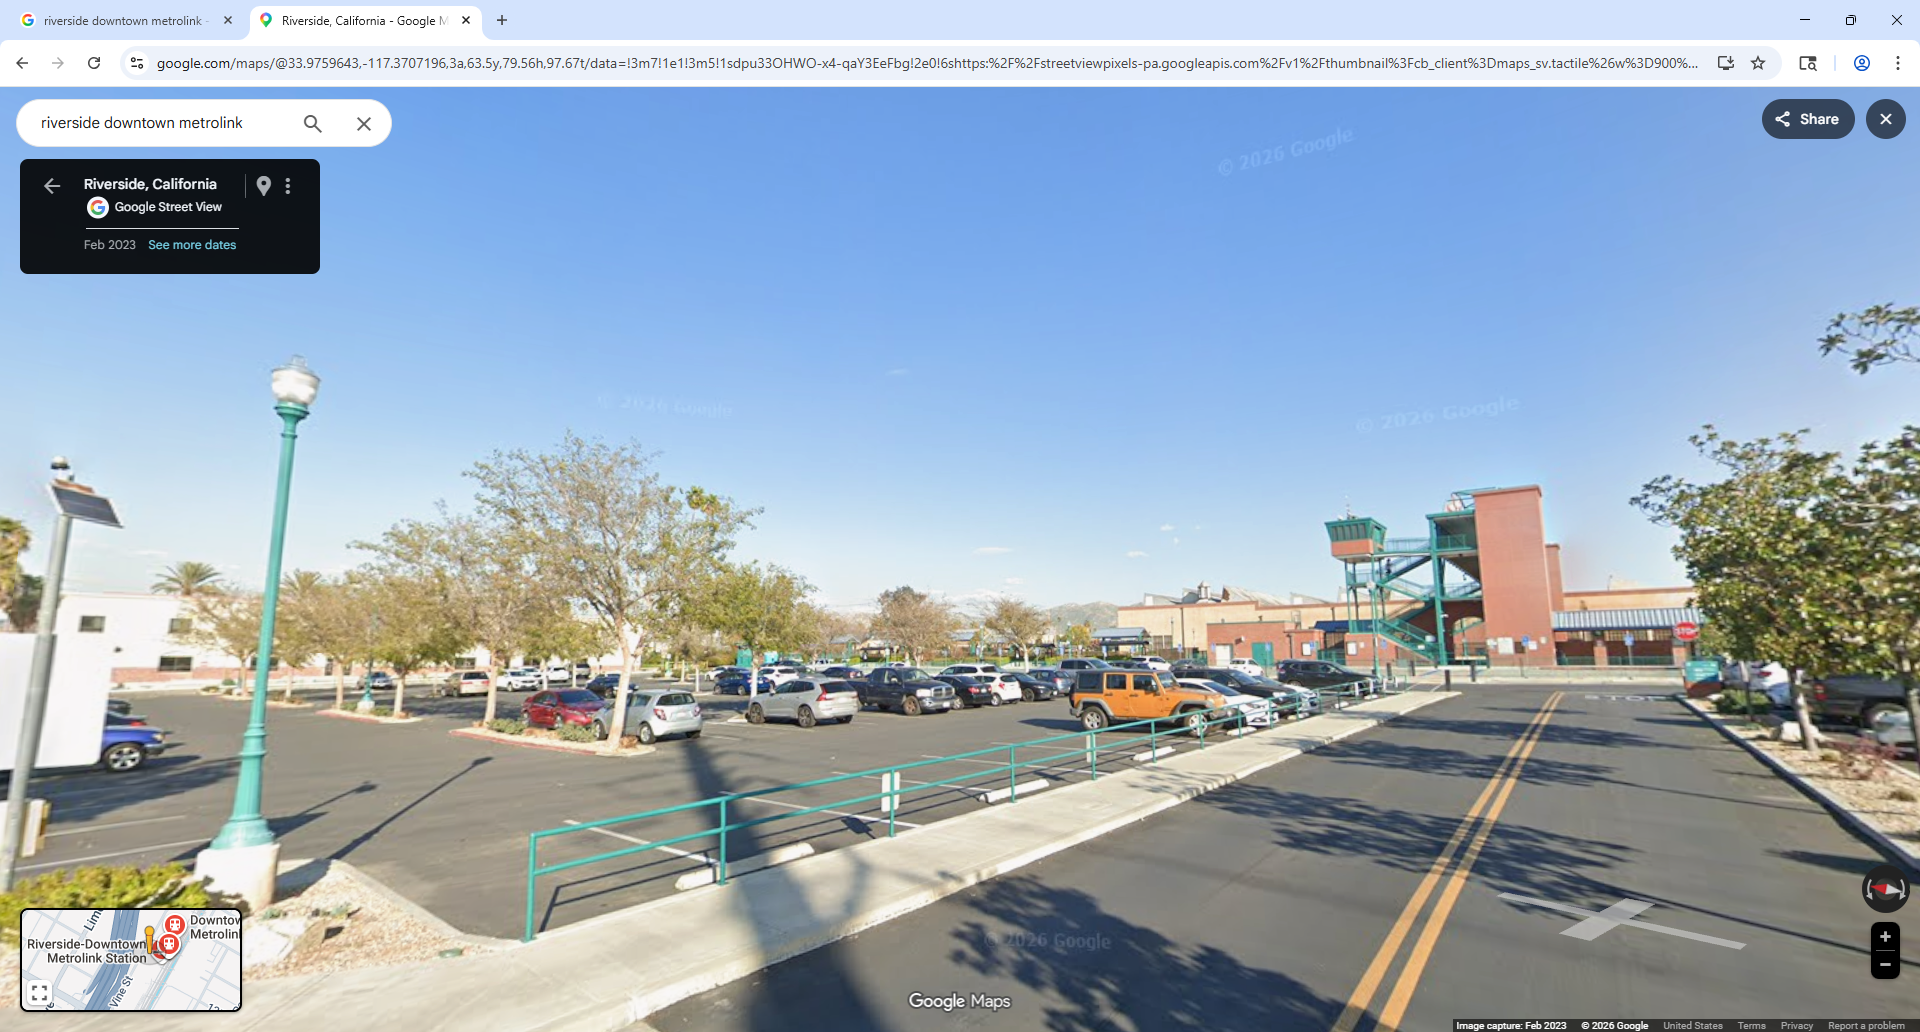 riverside downtown metrolink -
Riverside, California - Google M
google.com/maps/@33.9759643,-117.3707196,3a,63.5y,79.56h,97.67t/data=!3m7!1e1!3m5!1sdpu33OHWO-x4-qaY3EeFbg!2e0!6shttps:%2F%2Fstreetviewpixels-pa.googleapis.com%2Fv1%2Fthumbnail%3Fcb_client%3Dmaps_sv.tactile%26w%3D900%...
riverside downtown metrolink
Share
Riverside, California
Google Street View
Feb 2023 See more dates
© 2026 Google
© 2026 Google
© 2026 Google
STOP
STOP
© 2026 Google
Downtow
Metrolin
Riverside-Downtown
Metrolink Station
Lim
Vine St
Google Maps
Image capture: Feb 2023 © 2026 Google United States Terms Privacy Report a problem